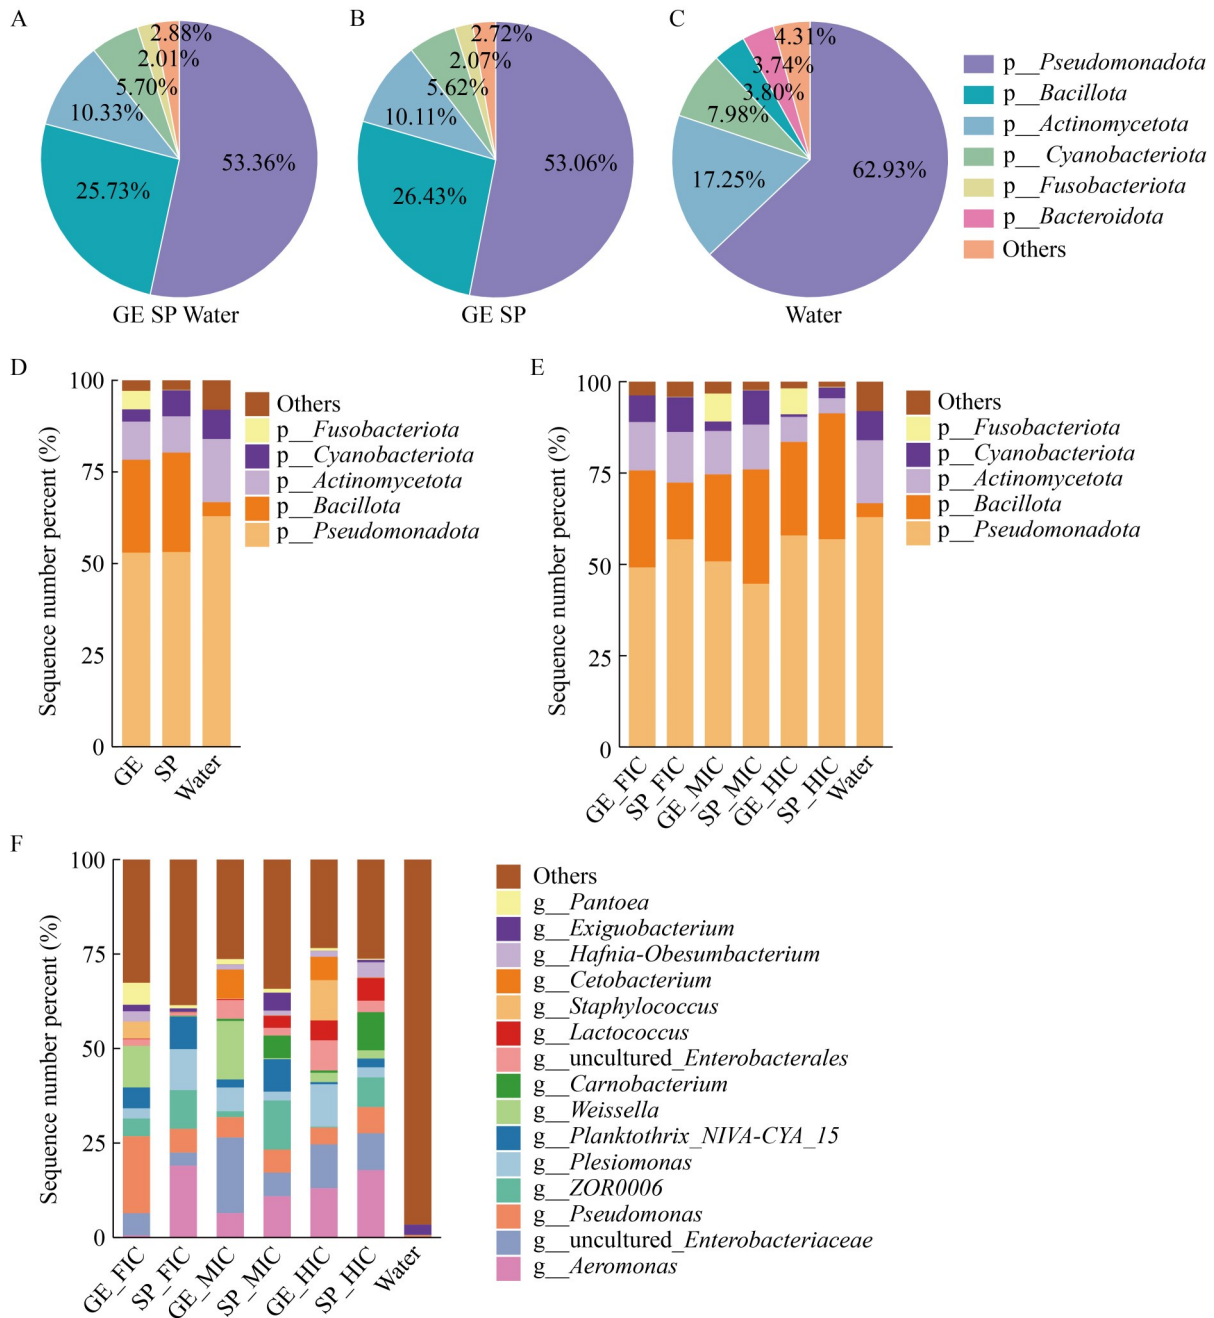 A
B
C
2.88%
2.01%
5.70%
10.33%
25.73%
53.36%
GE SP Water
2.72%
2.07%
5.62%
10.11%
26.43%
53.06%
GE SP
4.31%
3.74%
3.80%
7.98%
17.25%
62.93%
Water
p__Pseudomonadota
p__Bacillota
p__Actinomycetota
p__ Cyanobacteriota
p__Fusobacteriota
p__Bacteroidota
Others
D
Sequence number percent (%)
100
75
50
25
0
GE
SP
Water
Others
p__Fusobacteriota
p__Cyanobacteriota
p__Actinomycetota
p__Bacillota
p__Pseudomonadota
E
Sequence number percent (%)
100
75
50
25
0
GE_FIC
SP_FIC
GE_MIC
SP_MIC
GE_HIC
SP_HIC
Water
Others
p__Fusobacteriota
p__Cyanobacteriota
p__Actinomycetota
p__Bacillota
p__Pseudomonadota
F
Sequence number percent (%)
100
75
50
25
0
GE_FIC
SP_FIC
GE_MIC
SP_MIC
GE_HIC
SP_HIC
Water
Others
g__Pantoea
g__Exiguobacterium
g__Hafnia-Obesumbacterium
g__Cetobacterium
g__Staphylococcus
g__Lactococcus
g__uncultured_Enterobacterales
g__Carnobacterium
g__Weissella
g__Planktothrix_NIVA-CYA_15
g__Plesiomonas
g__ZOR0006
g__Pseudomonas
g__uncultured_Enterobacteriaceae
g__Aeromonas